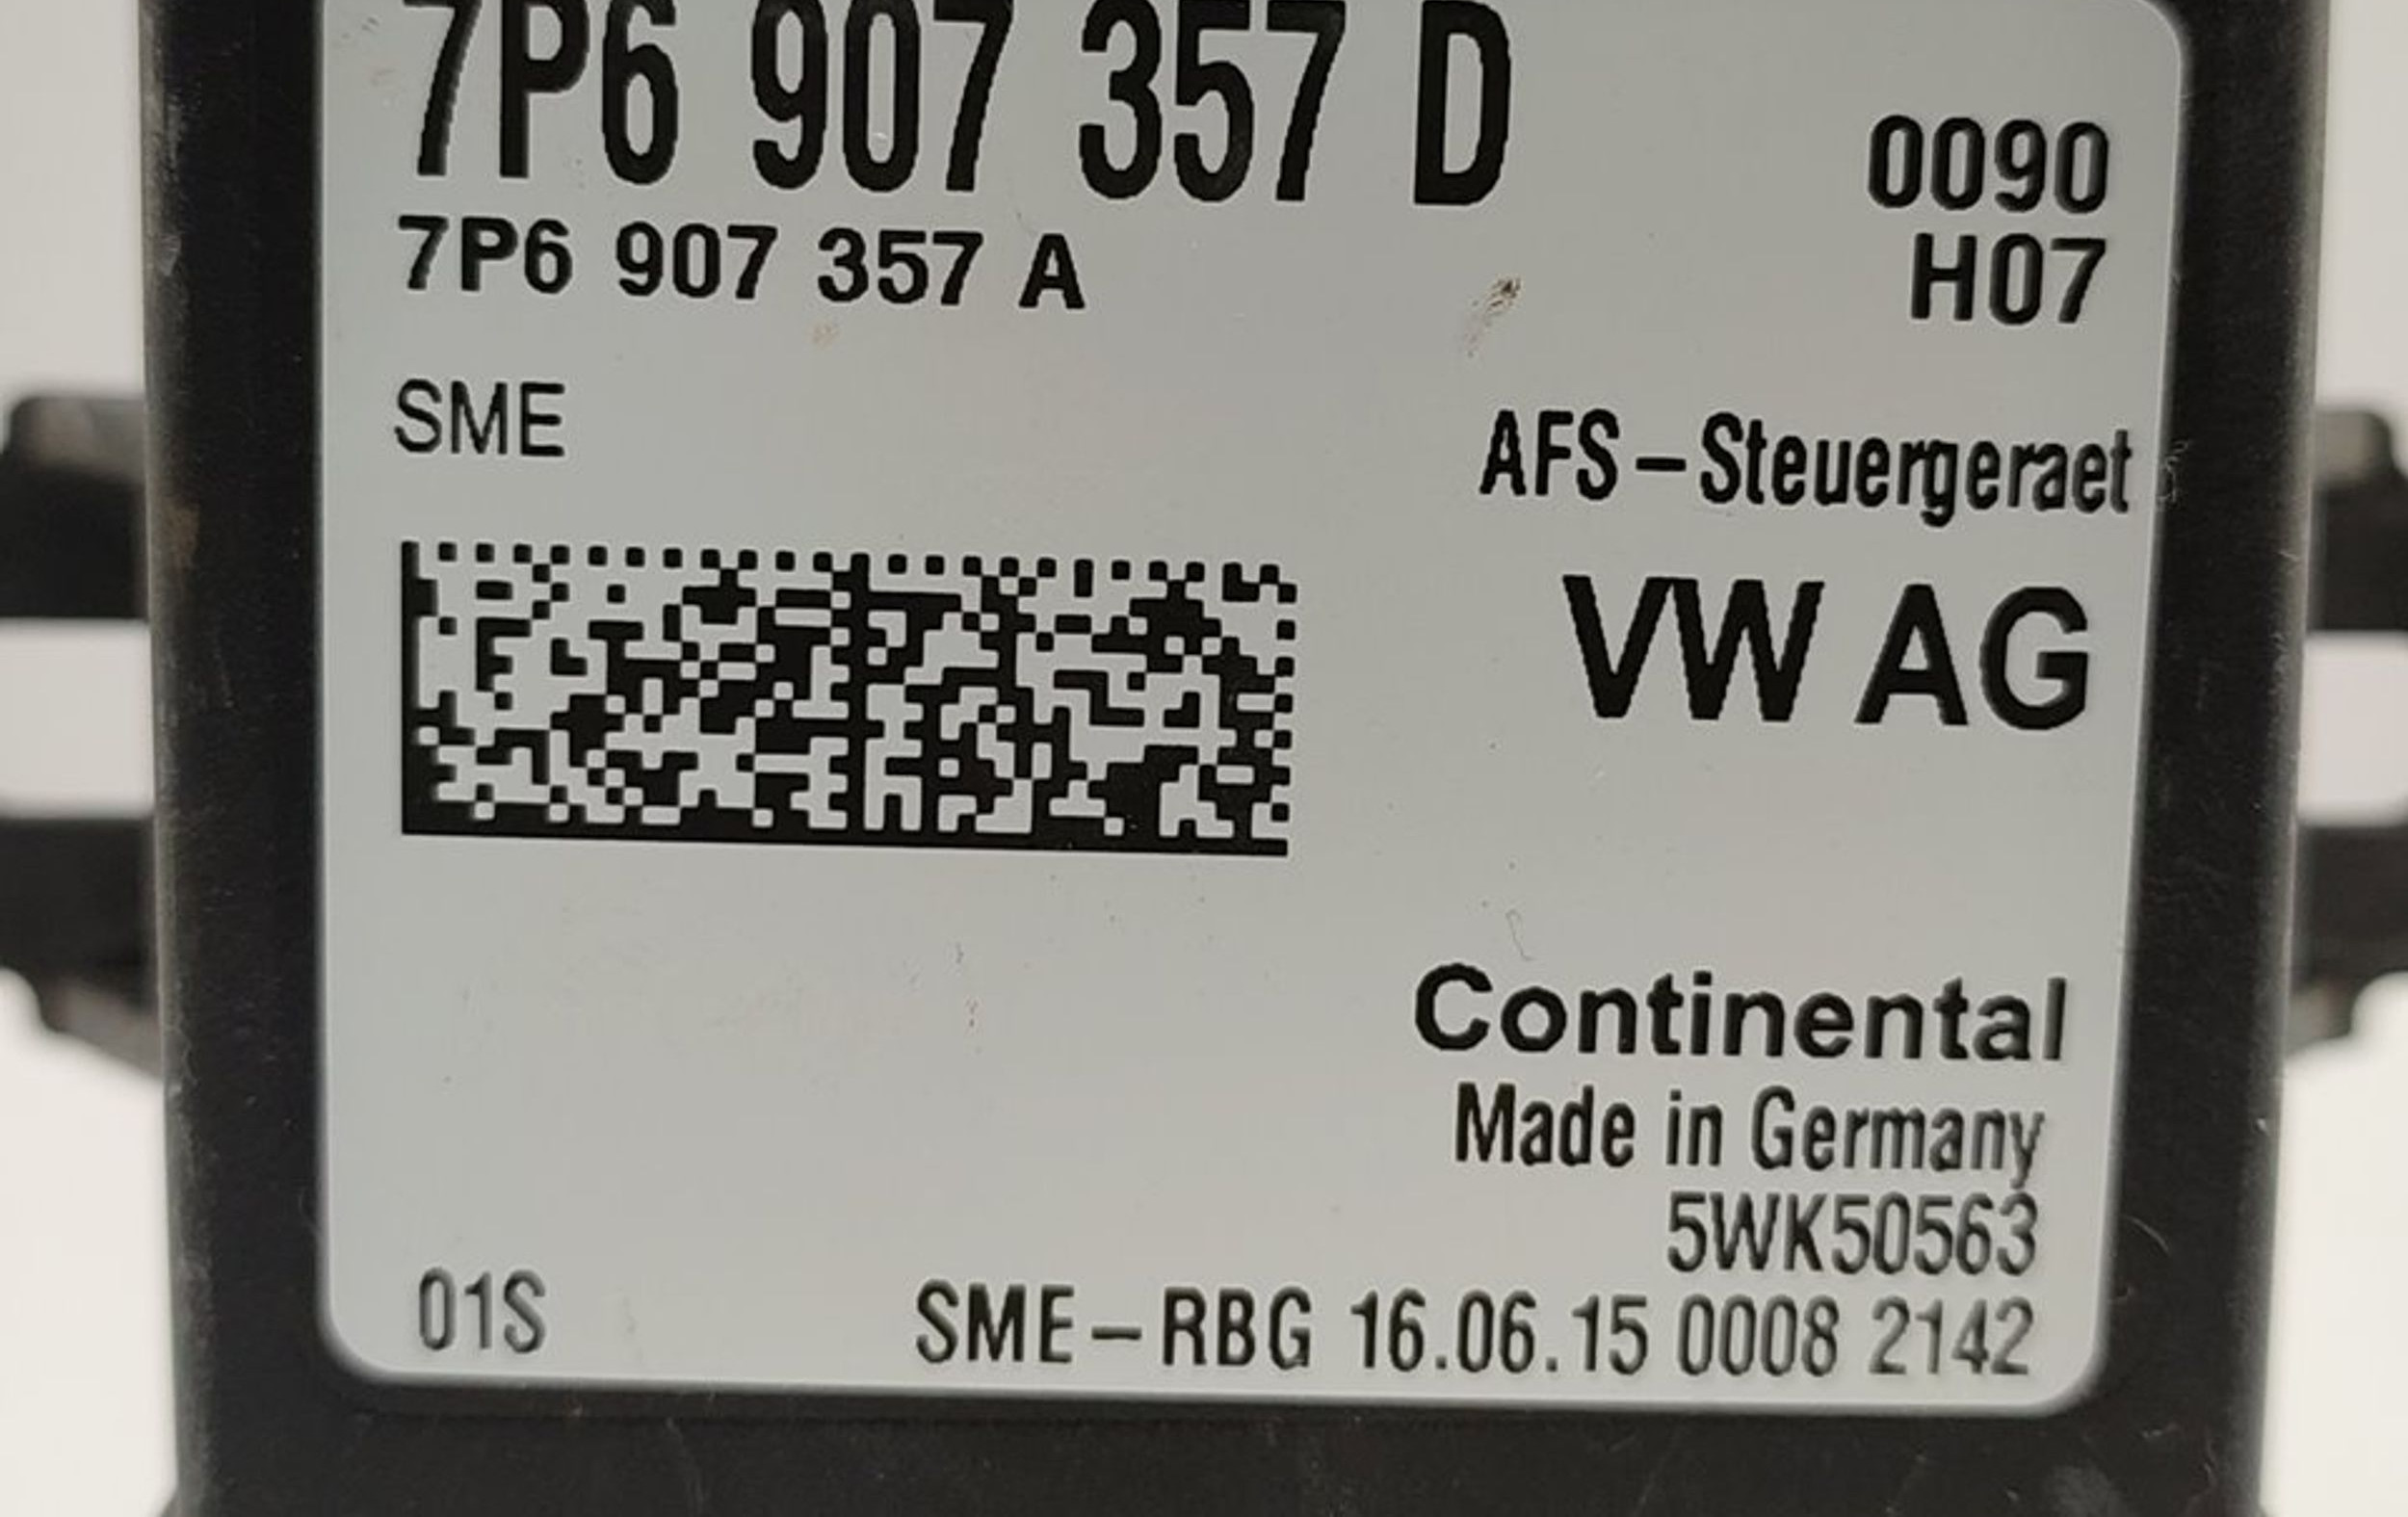 7P6 907 357 D
0090
7P6 907 357 A
H07
SME
AFS-Steuergeraet
VW AG
Continental
Made in Germany
5WK50563
01S SME-RBG 16.06.15 0008 2142